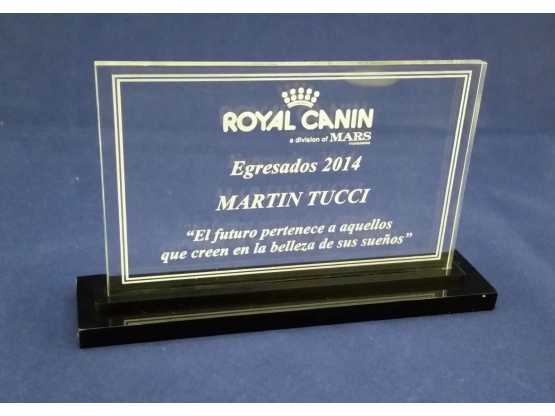 ROYAL CANIN
a division of MARS
Egresados 2014
MARTIN TUCCI
“El futuro pertenece a aquellos
que creen en la belleza de sus sueños”